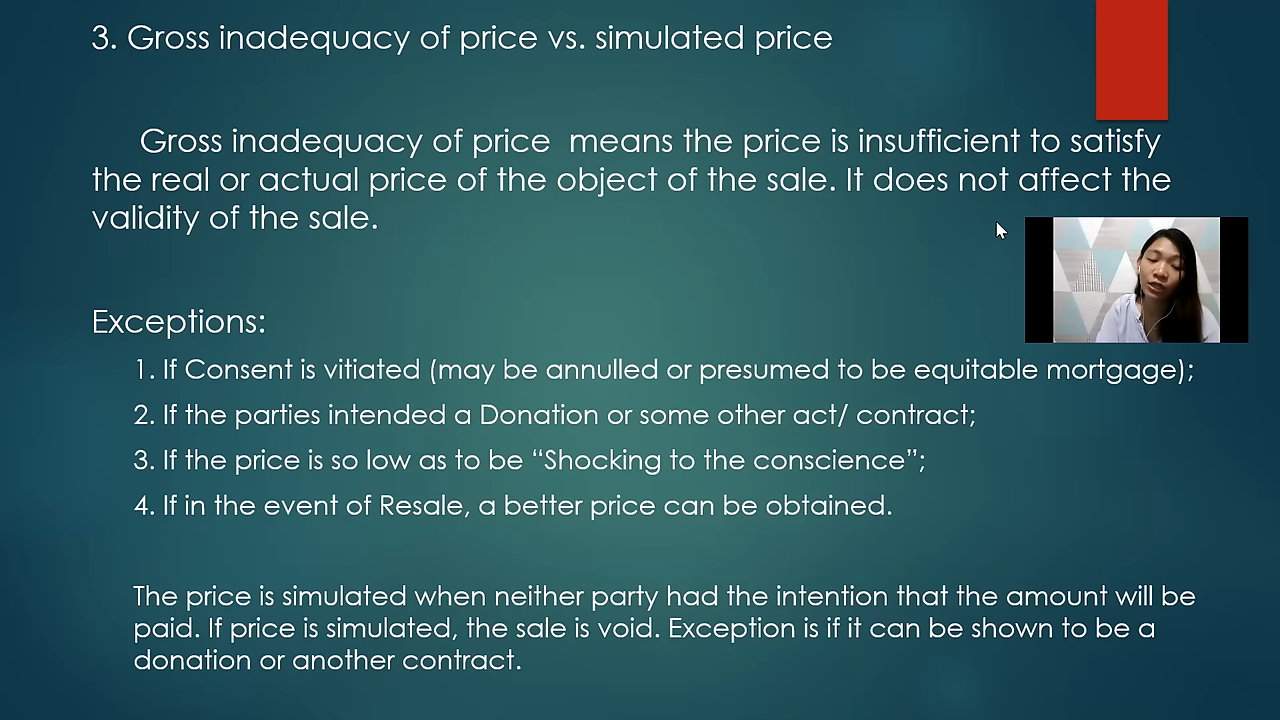 3. Gross inadequacy of price vs. simulated price
Gross inadequacy of price means the price is insufficient to satisfy
the real or actual price of the object of the sale. It does not affect the
validity of the sale.
Exceptions:
1. If Consent is vitiated (may be annulled or presumed to be equitable mortgage);
2. If the parties intended a Donation or some other act/ contract;
3. If the price is so low as to be “Shocking to the conscience”;
4. If in the event of Resale, a better price can be obtained.
The price is simulated when neither party had the intention that the amount will be
paid. If price is simulated, the sale is void. Exception is if it can be shown to be a
donation or another contract.